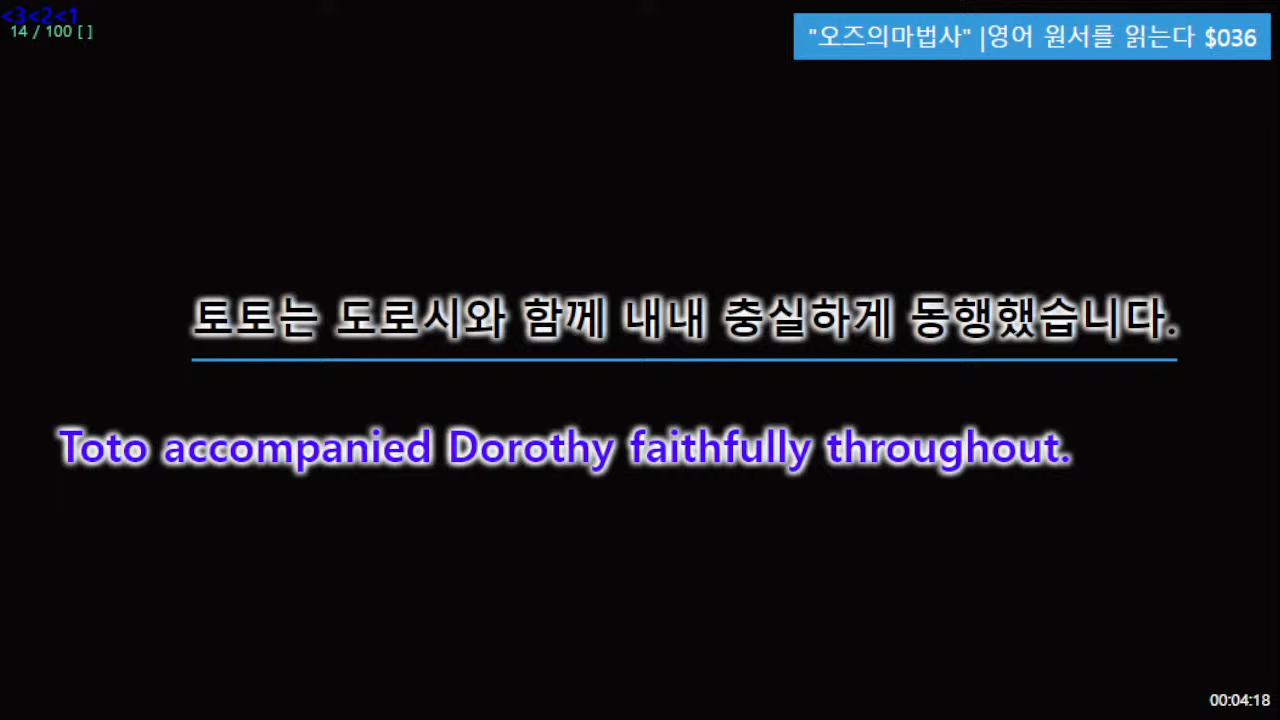 <3<2<1
14 / 100 [ ]
"오즈의마법사" |영어 원서를 읽는다 $036
토토는 도로시와 함께 내내 충실하게 동행했습니다.
Toto accompanied Dorothy faithfully throughout.
00:04:18